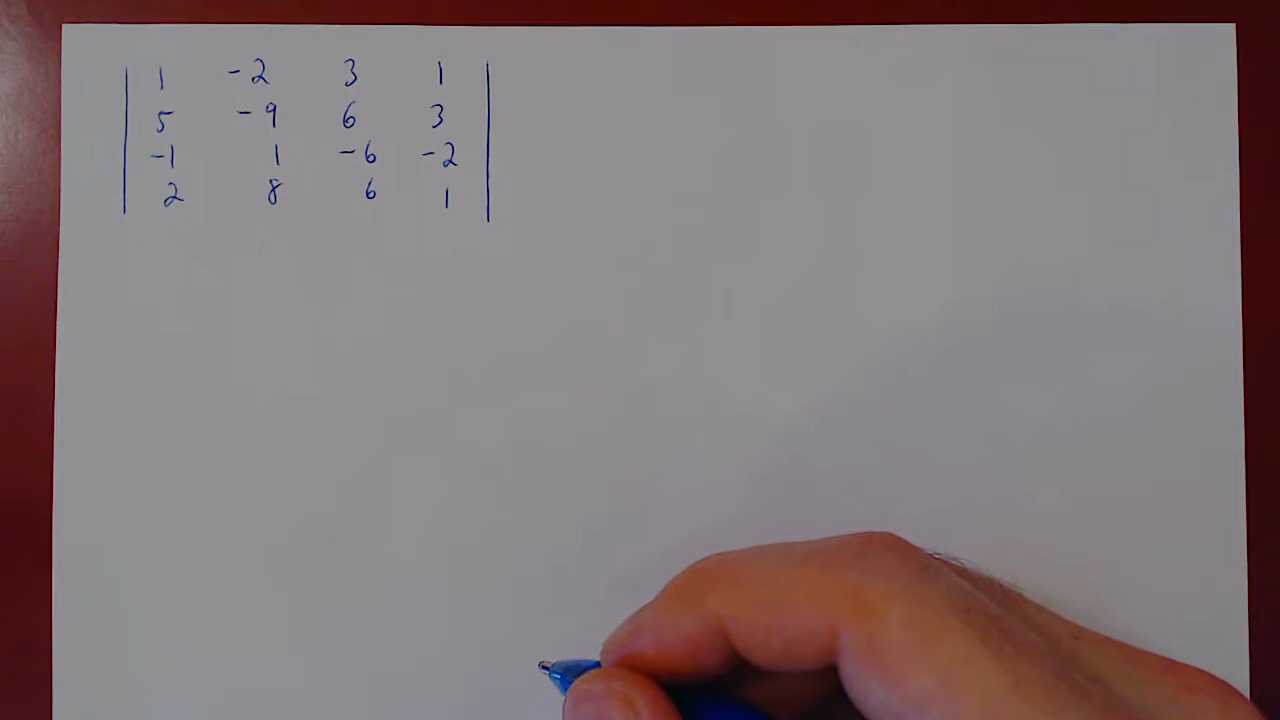 | 1 -2 3 1 |
| 5 -9 6 3 |
| -1 1 -6 -2 |
| 2 8 6 1 |